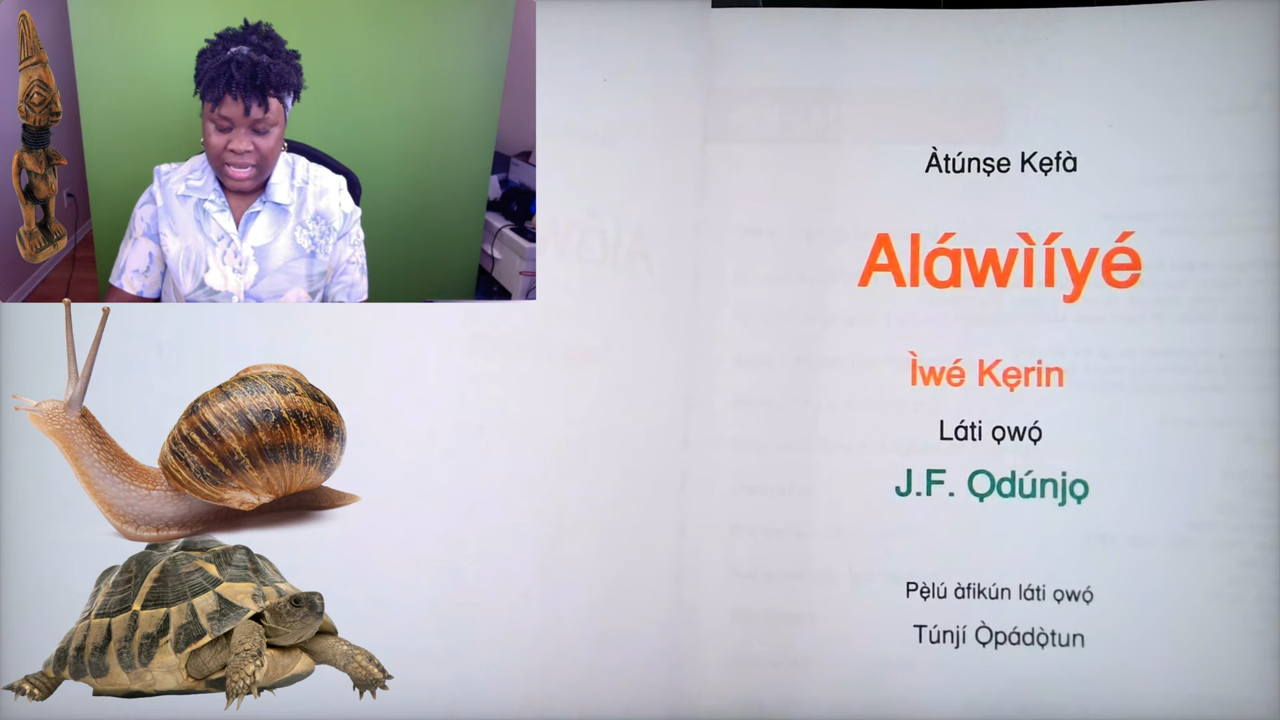 Àtúnṣe Kẹfà
Aláwìíyé
Ìwé Kẹrin
Láti ọwọ́
J.F. Ọdúnjọ
Pẹ̀lú àfikún láti ọwọ́
Túnjí Ọ̀pádọ̀tun